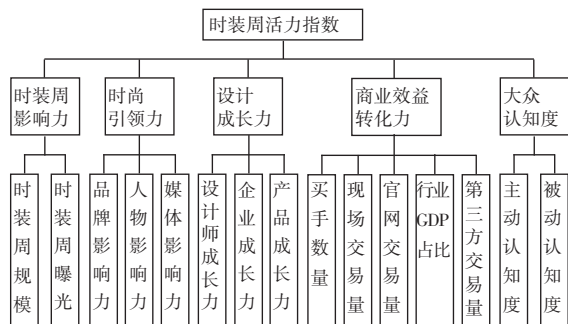 时装周活力指数
时装周
影响力
时尚
引领力
设计
成长力
商业效益
转化力
大众
认知度
时装周规模
时装周曝光
品牌影响力
人物影响力
媒体影响力
设计师成长力
企业成长力
产品成长力
买手数量
现场交易量
官网交易量
行业
GDP
占比
第三方交易量
主动认知度
被动认知度